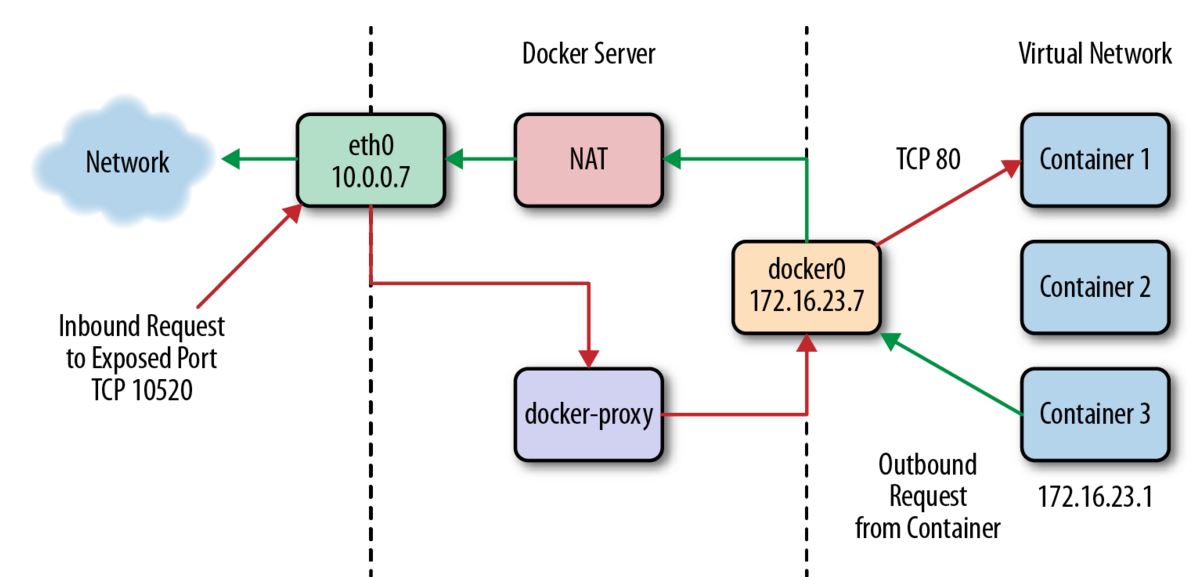 Docker Server
Virtual Network
Network
eth0
10.0.0.7
NAT
TCP 80
Container 1
docker0
172.16.23.7
Container 2
Inbound Request
to Exposed Port
TCP 10520
docker-proxy
Container 3
Outbound
Request
from Container
172.16.23.1